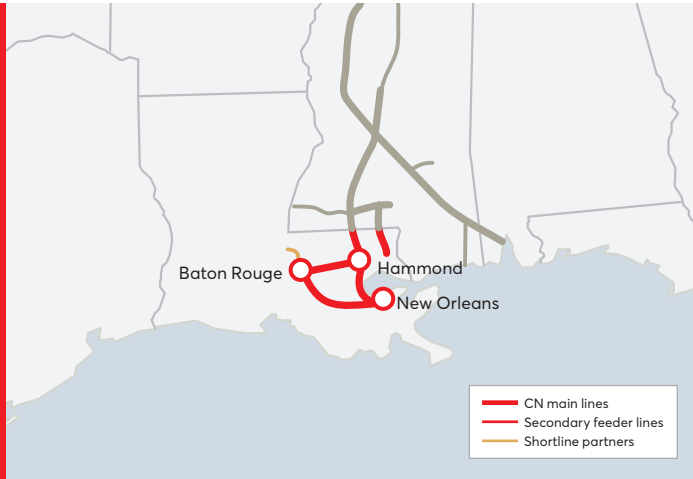 Baton Rouge
Hammond
New Orleans
CN main lines
Secondary feeder lines
Shortline partners